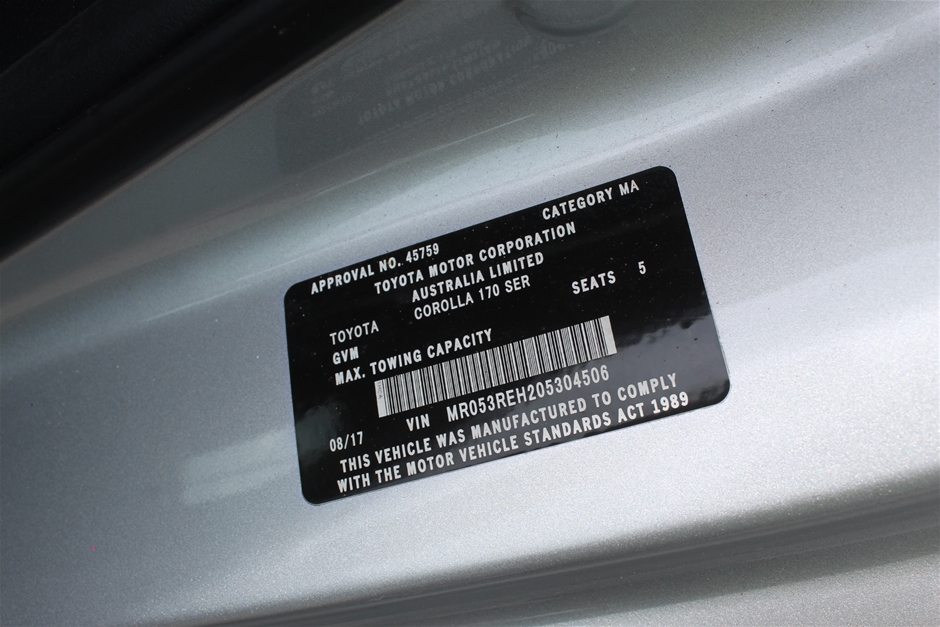 APPROVAL NO. 45759 CATEGORY MA
TOYOTA MOTOR CORPORATION
AUSTRALIA LIMITED
TOYOTA COROLLA 170 SER SEATS 5
GVM
MAX. TOWING CAPACITY
08/17 VIN MR053REH205304506
THIS VEHICLE WAS MANUFACTURED TO COMPLY
WITH THE MOTOR VEHICLE STANDARDS ACT 1989